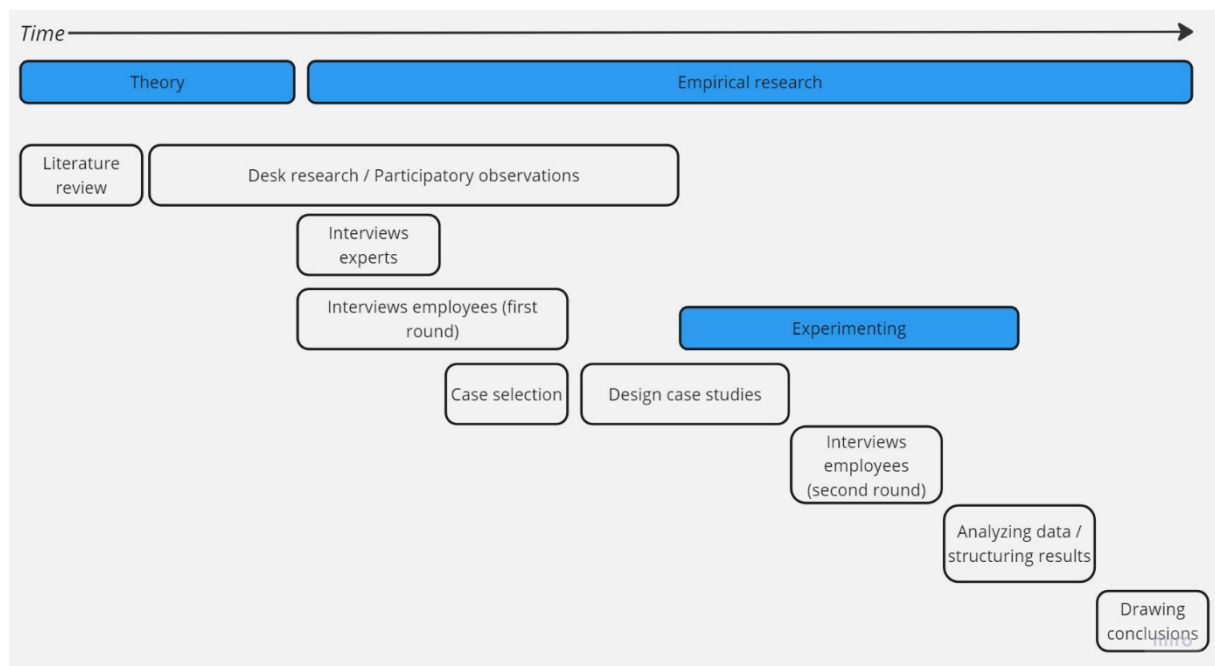 Time
Theory
Empirical research
Literature
review
Desk research / Participatory observations
Interviews
experts
Interviews employees (first
round)
Experimenting
Case selection
Design case studies
Interviews
employees
(second round)
Analyzing data /
structuring results
Drawing
conclusions
miro